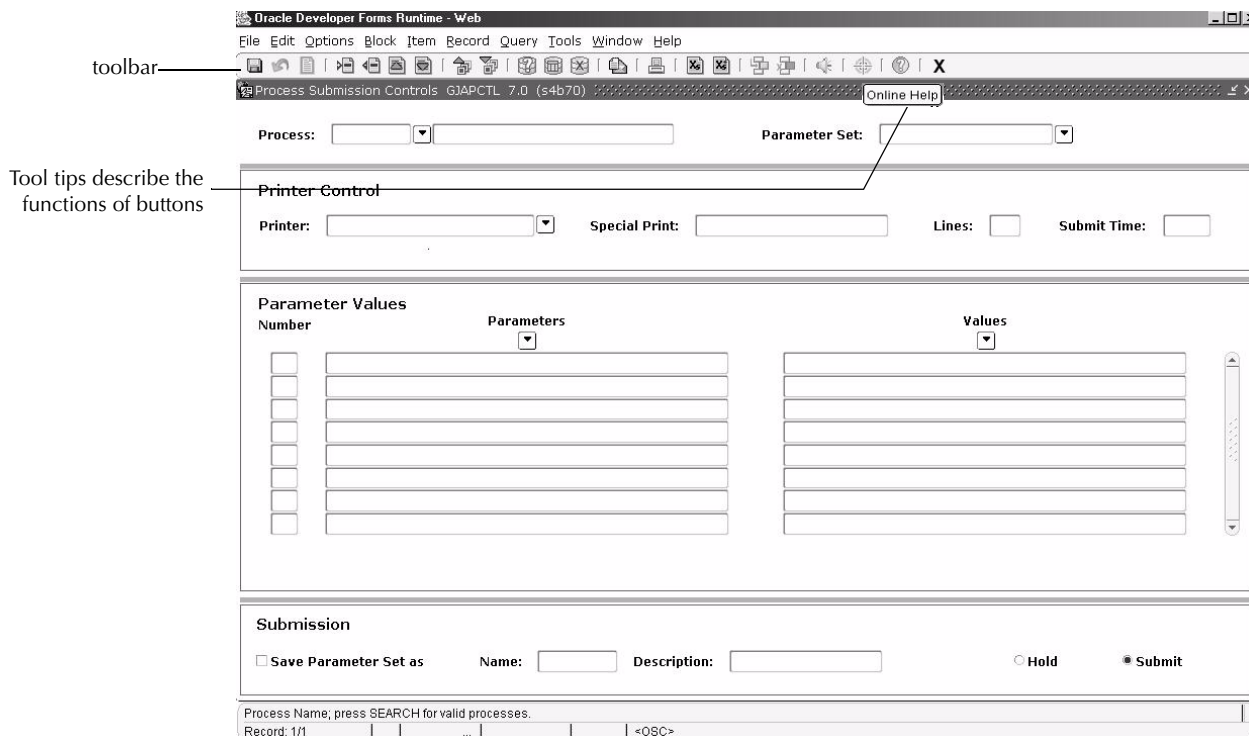 Oracle Developer Forms Runtime - Web
File Edit Options Block Item Record Query Tools Window Help
toolbar
Process Submission Controls GJAPCTL 7.0 (s4b70)
Online Help
Process: Parameter Set:
Tool tips describe the
functions of buttons
Printer Control
Printer: Special Print: Lines: Submit Time:
Parameter Values
Number Parameters Values
Submission
Save Parameter Set as Name: Description: Hold Submit
Process Name; press SEARCH for valid processes.
Record: 1/1 ... <OSC>